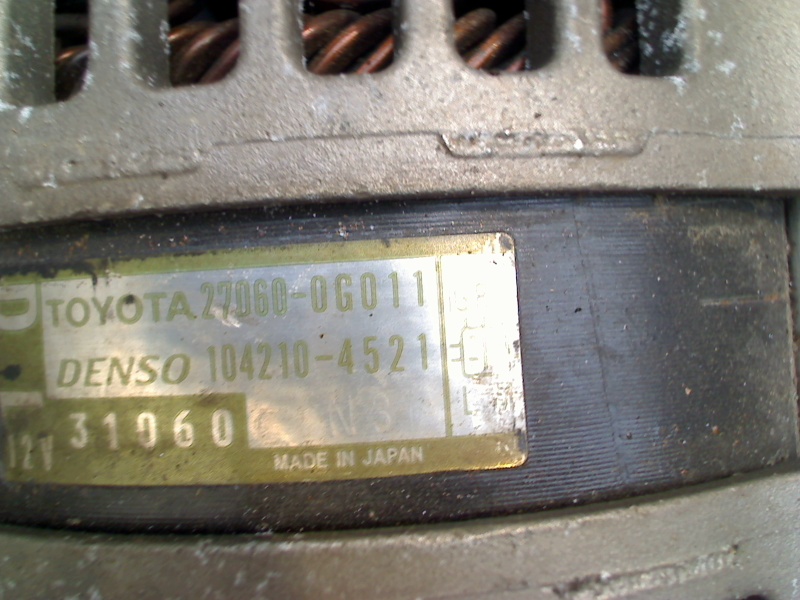 TOYOTA 27060-0G011
DENSO 104210-4521
12V 31060
L
MADE IN JAPAN